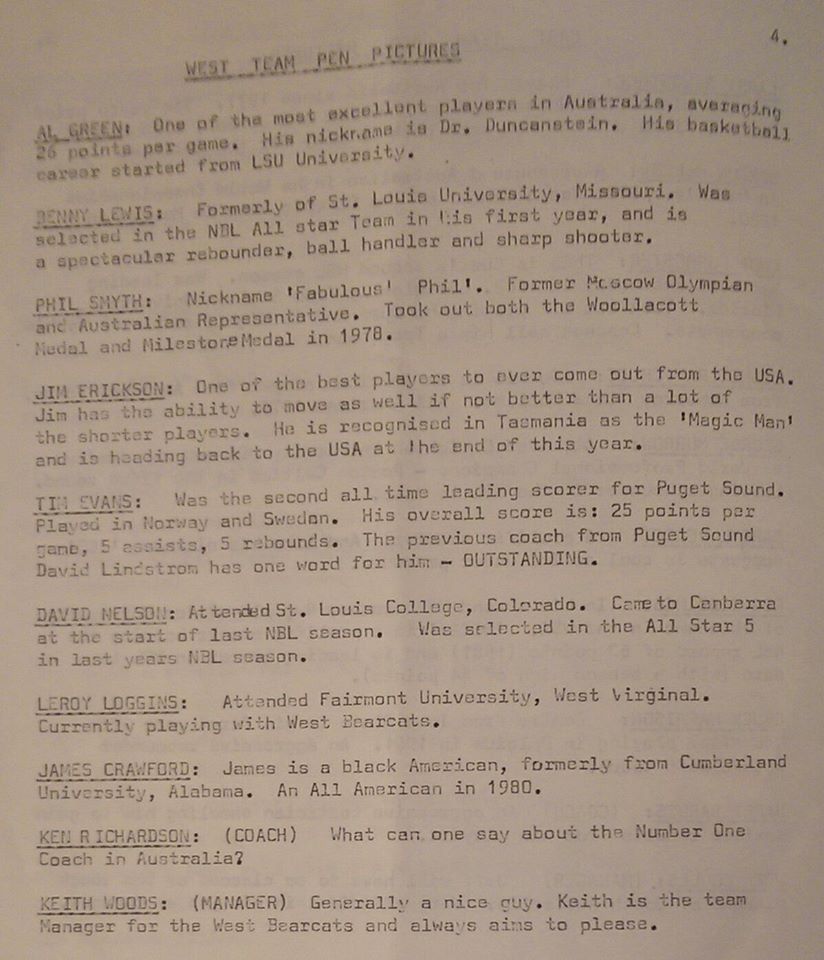 4.
WEST TEAM PEN PICTURES
AL GREEN: One of the most excellent players in Australia, averaging
26 points per game. His nickname is Dr. Duncanstein. His basketball
career started from LSU University.
BENNY LEWIS: Formerly of St. Louis University, Missouri. Was
selected in the NBL All star Team in his first year, and is
a spectacular rebounder, ball handler and sharp shooter.
PHIL SMYTH: Nickname 'Fabulous' Phil'. Former Moscow Olympian
and Australian Representative. Took out both the Woollacott
Medal and Milestone Medal in 1978.
JIM ERICKSON: One of the best players to ever come out from the USA.
Jim has the ability to move as well if not better than a lot of
the shorter players. He is recognised in Tasmania as the 'Magic Man'
and is heading back to the USA at the end of this year.
TIM EVANS: Was the second all time leading scorer for Puget Sound.
Played in Norway and Sweden. His overall score is: 25 points per
game, 5 assists, 5 rebounds. The previous coach from Puget Sound
David Lindstrom has one word for him - OUTSTANDING.
DAVID NELSON: Attended St. Louis College, Colorado. Came to Canberra
at the start of last NBL season. Was selected in the All Star 5
in last years NBL season.
LEROY LOGGINS: Attended Fairmont University, West Virginal.
Currently playing with West Bearcats.
JAMES CRAWFORD: James is a black American, formerly from Cumberland
University, Alabama. An All American in 1980.
KEN RICHARDSON: (COACH) What can one say about the Number One
Coach in Australia?
KEITH WOODS: (MANAGER) Generally a nice guy. Keith is the team
Manager for the West Bearcats and always aims to please.